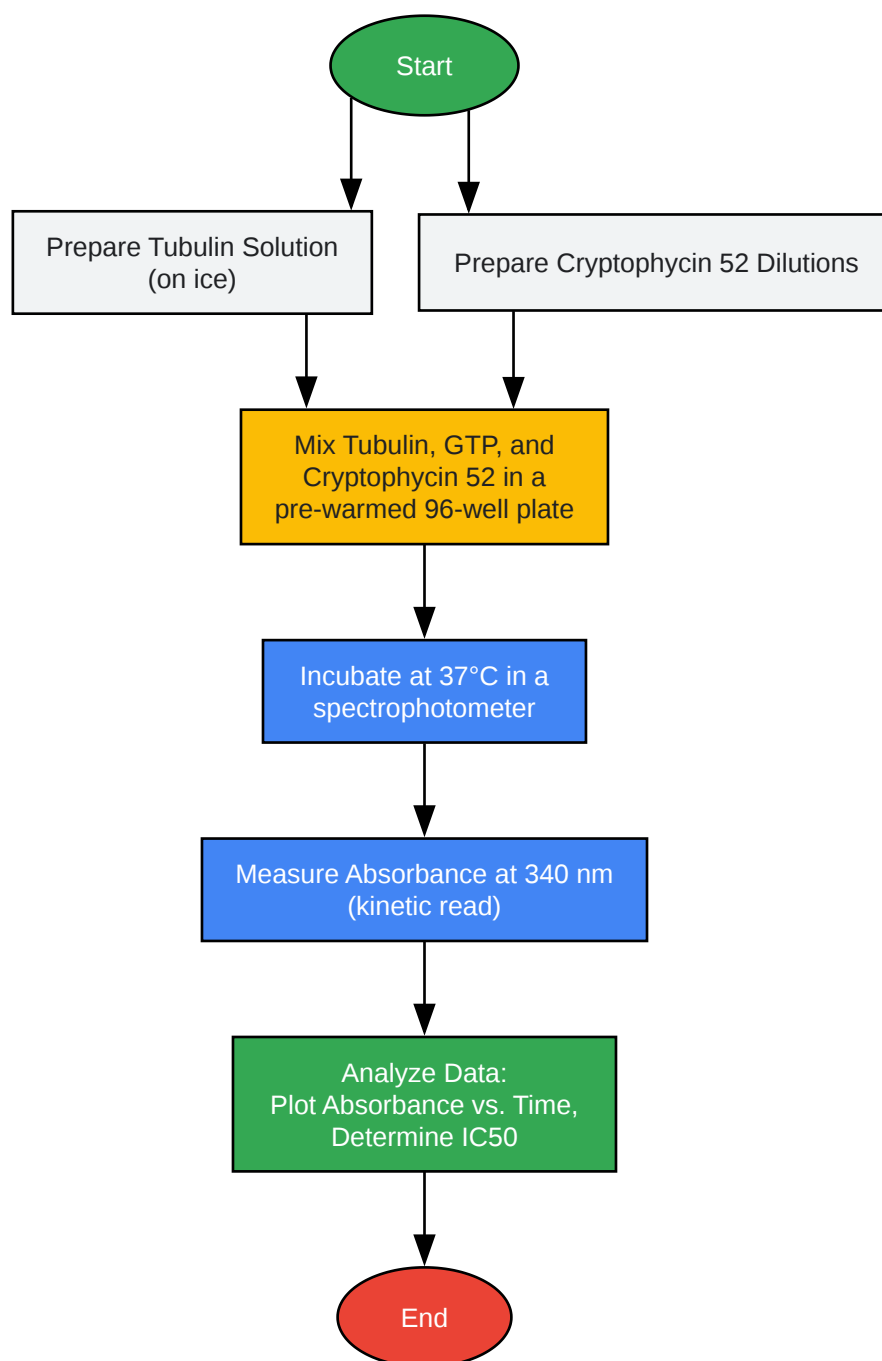 Start
Prepare Tubulin Solution
(on ice)
Prepare Cryptophycin 52 Dilutions
Mix Tubulin, GTP, and
Cryptophycin 52 in a
pre-warmed 96-well plate
Incubate at 37°C in a
spectrophotometer
Measure Absorbance at 340 nm
(kinetic read)
Analyze Data:
Plot Absorbance vs. Time,
Determine IC50
End